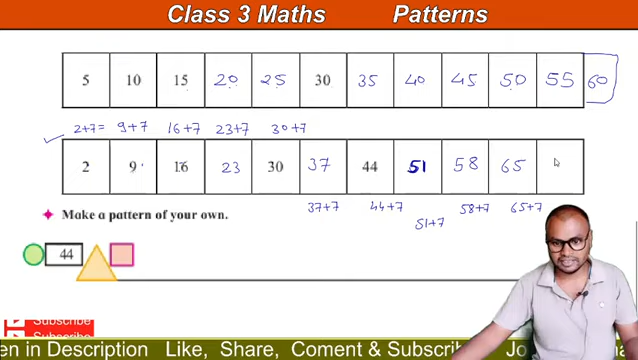 Class 3 Maths Patterns
5 10 15 20 25 30 35 40 45 50 55 60
2+7= 9+7 16+7 23+7 30+7
2 9 16 23 30 37 44 51 58 65
37+7 44+7 51+7 58+7 65+7
Make a pattern of your own.
44
Subscribe
Subscribe
en in Description Like, Share, Coment & Subscrib Jo